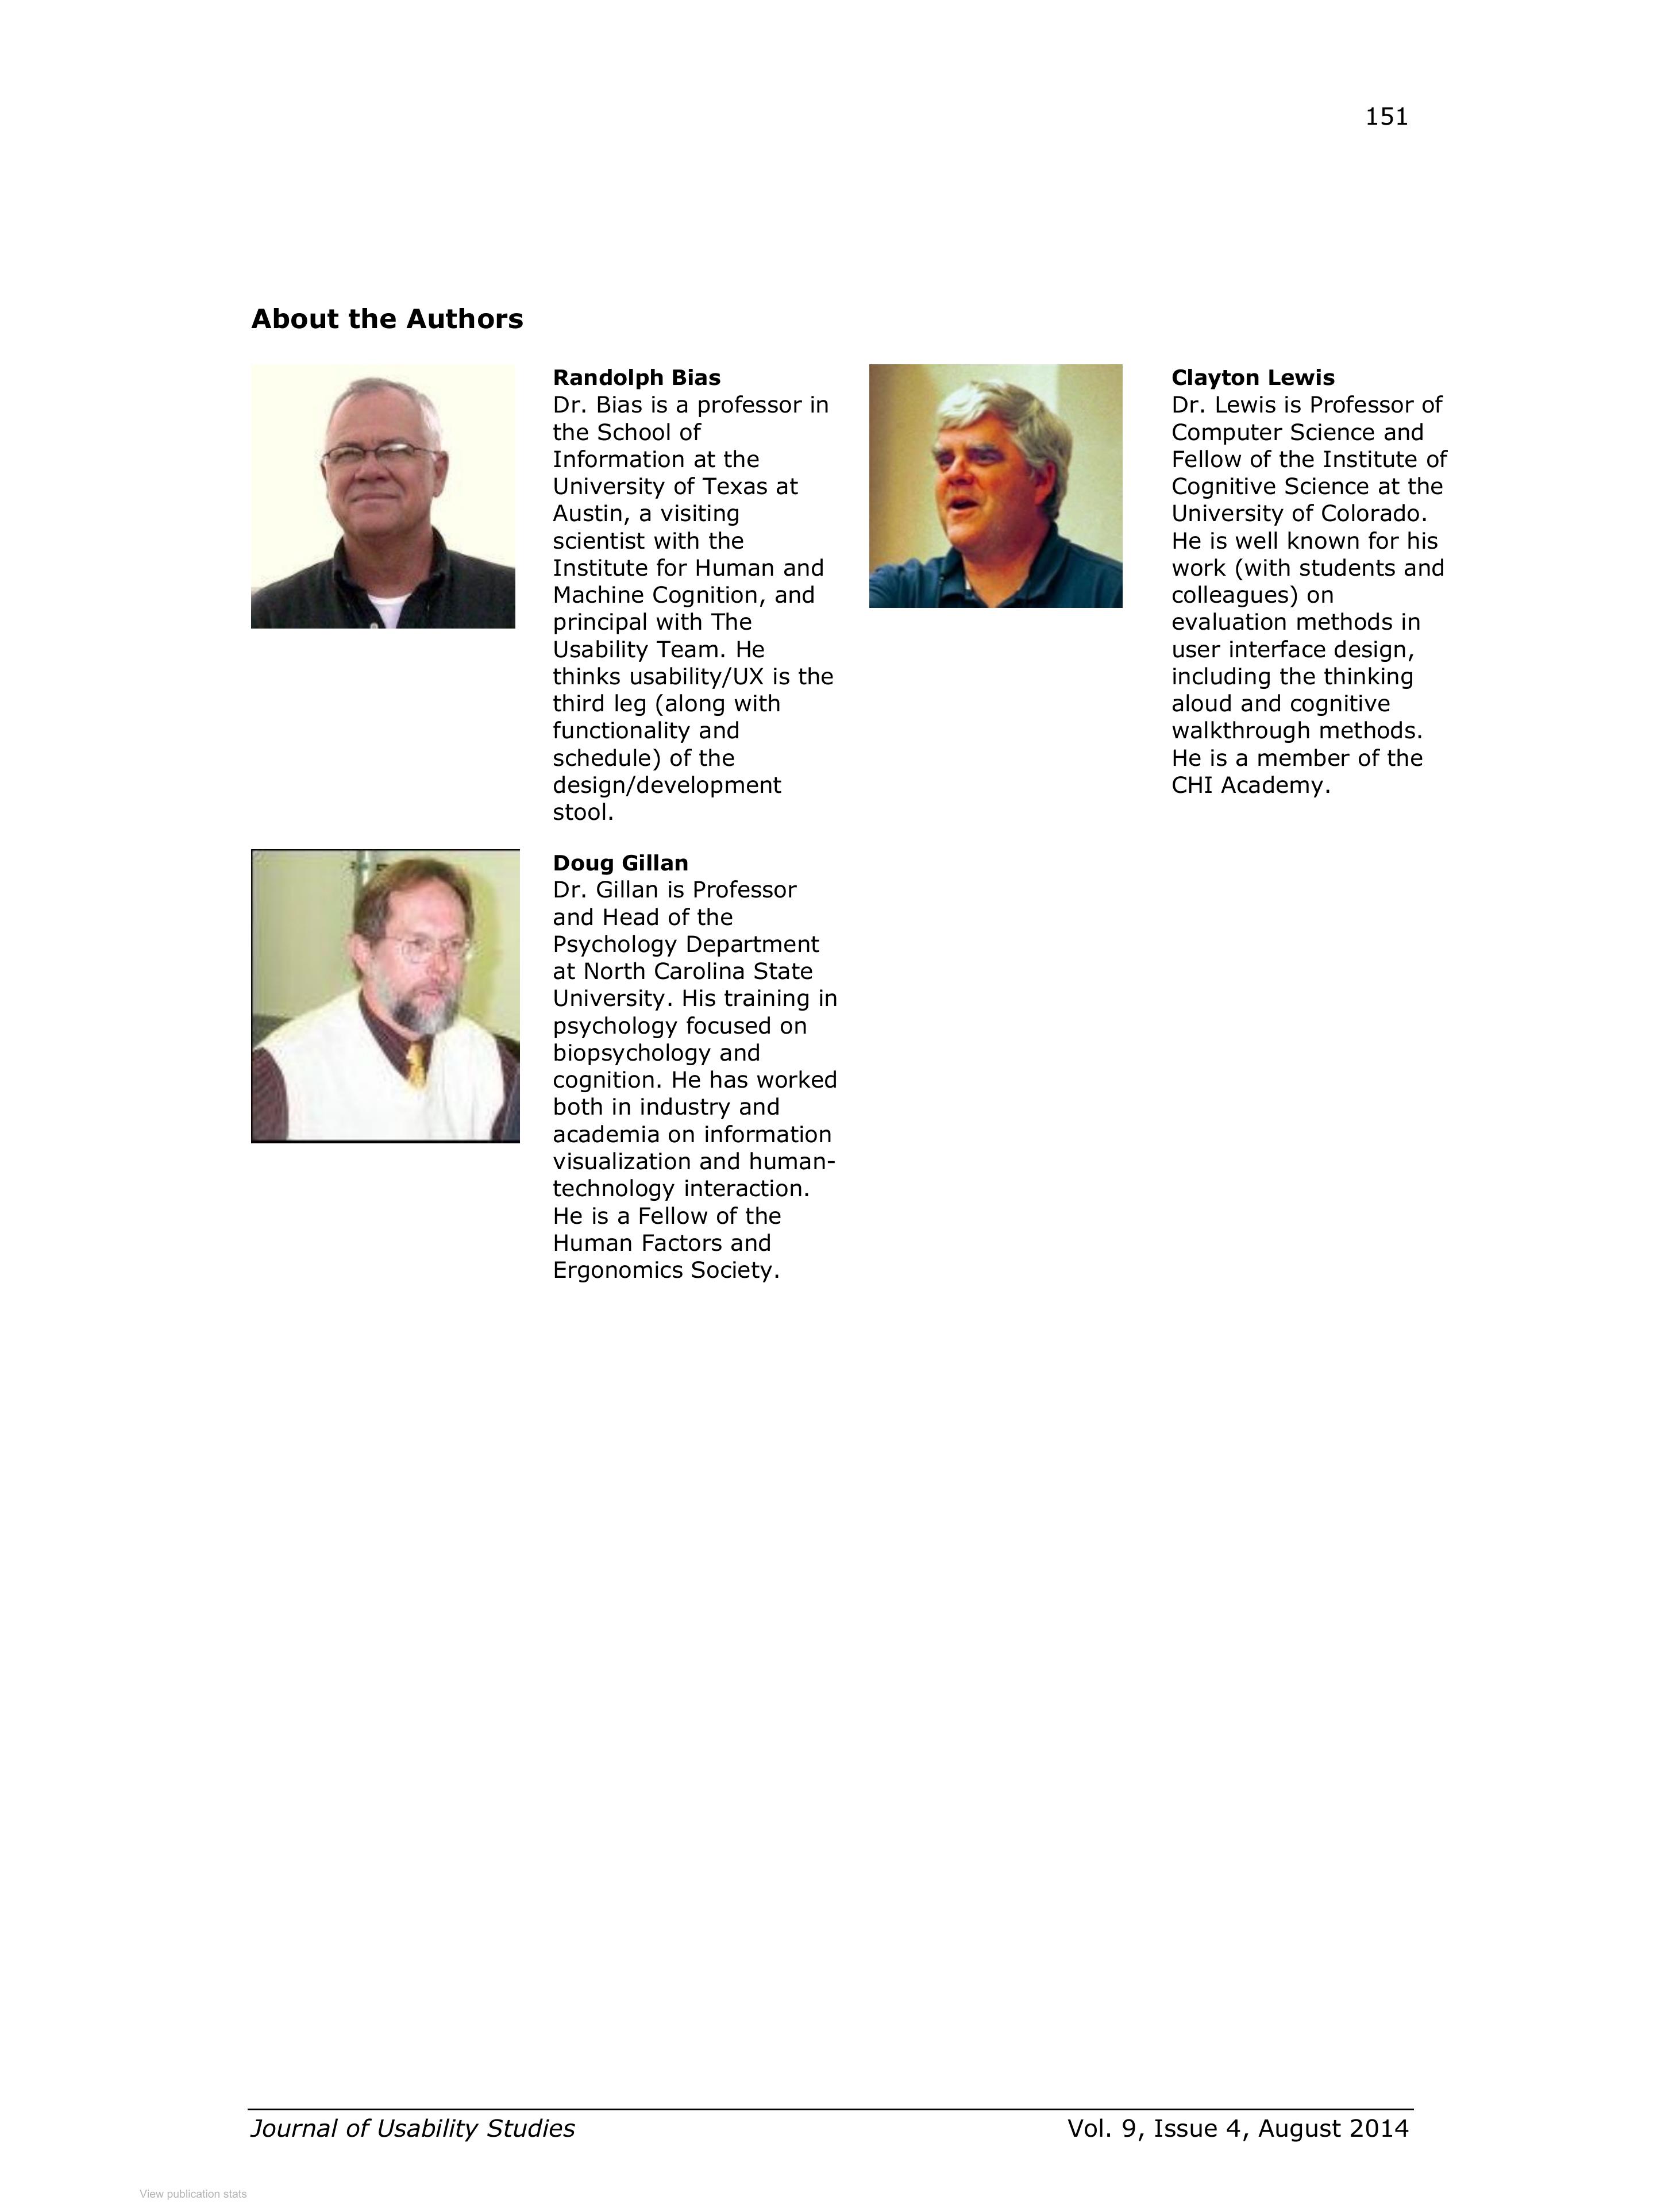 151
About the Authors
Randolph Bias
Dr. Bias is a professor in
the School of
Information at the
University of Texas at
Austin, a visiting
scientist with the
Institute for Human and
Machine Cognition, and
principal with The
Usability Team. He
thinks usability/UX is the
third leg (along with
functionality and
schedule) of the
design/development
stool.
Clayton Lewis
Dr. Lewis is Professor of
Computer Science and
Fellow of the Institute of
Cognitive Science at the
University of Colorado.
He is well known for his
work (with students and
colleagues) on
evaluation methods in
user interface design,
including the thinking
aloud and cognitive
walkthrough methods.
He is a member of the
CHI Academy.
Doug Gillan
Dr. Gillan is Professor
and Head of the
Psychology Department
at North Carolina State
University. His training in
psychology focused on
biopsychology and
cognition. He has worked
both in industry and
academia on information
visualization and human-
technology interaction.
He is a Fellow of the
Human Factors and
Ergonomics Society.
Journal of Usability Studies
Vol. 9, Issue 4, August 2014
View publication stats